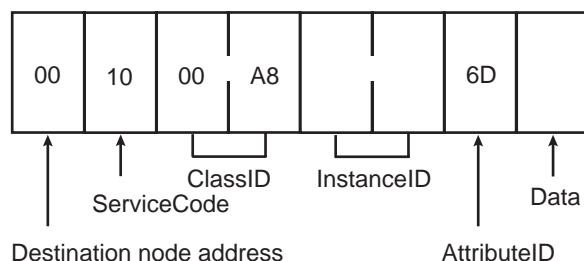 00 10 00 A8 6D
ClassID InstanceID
ServiceCode Data
Destination node address AttributeID